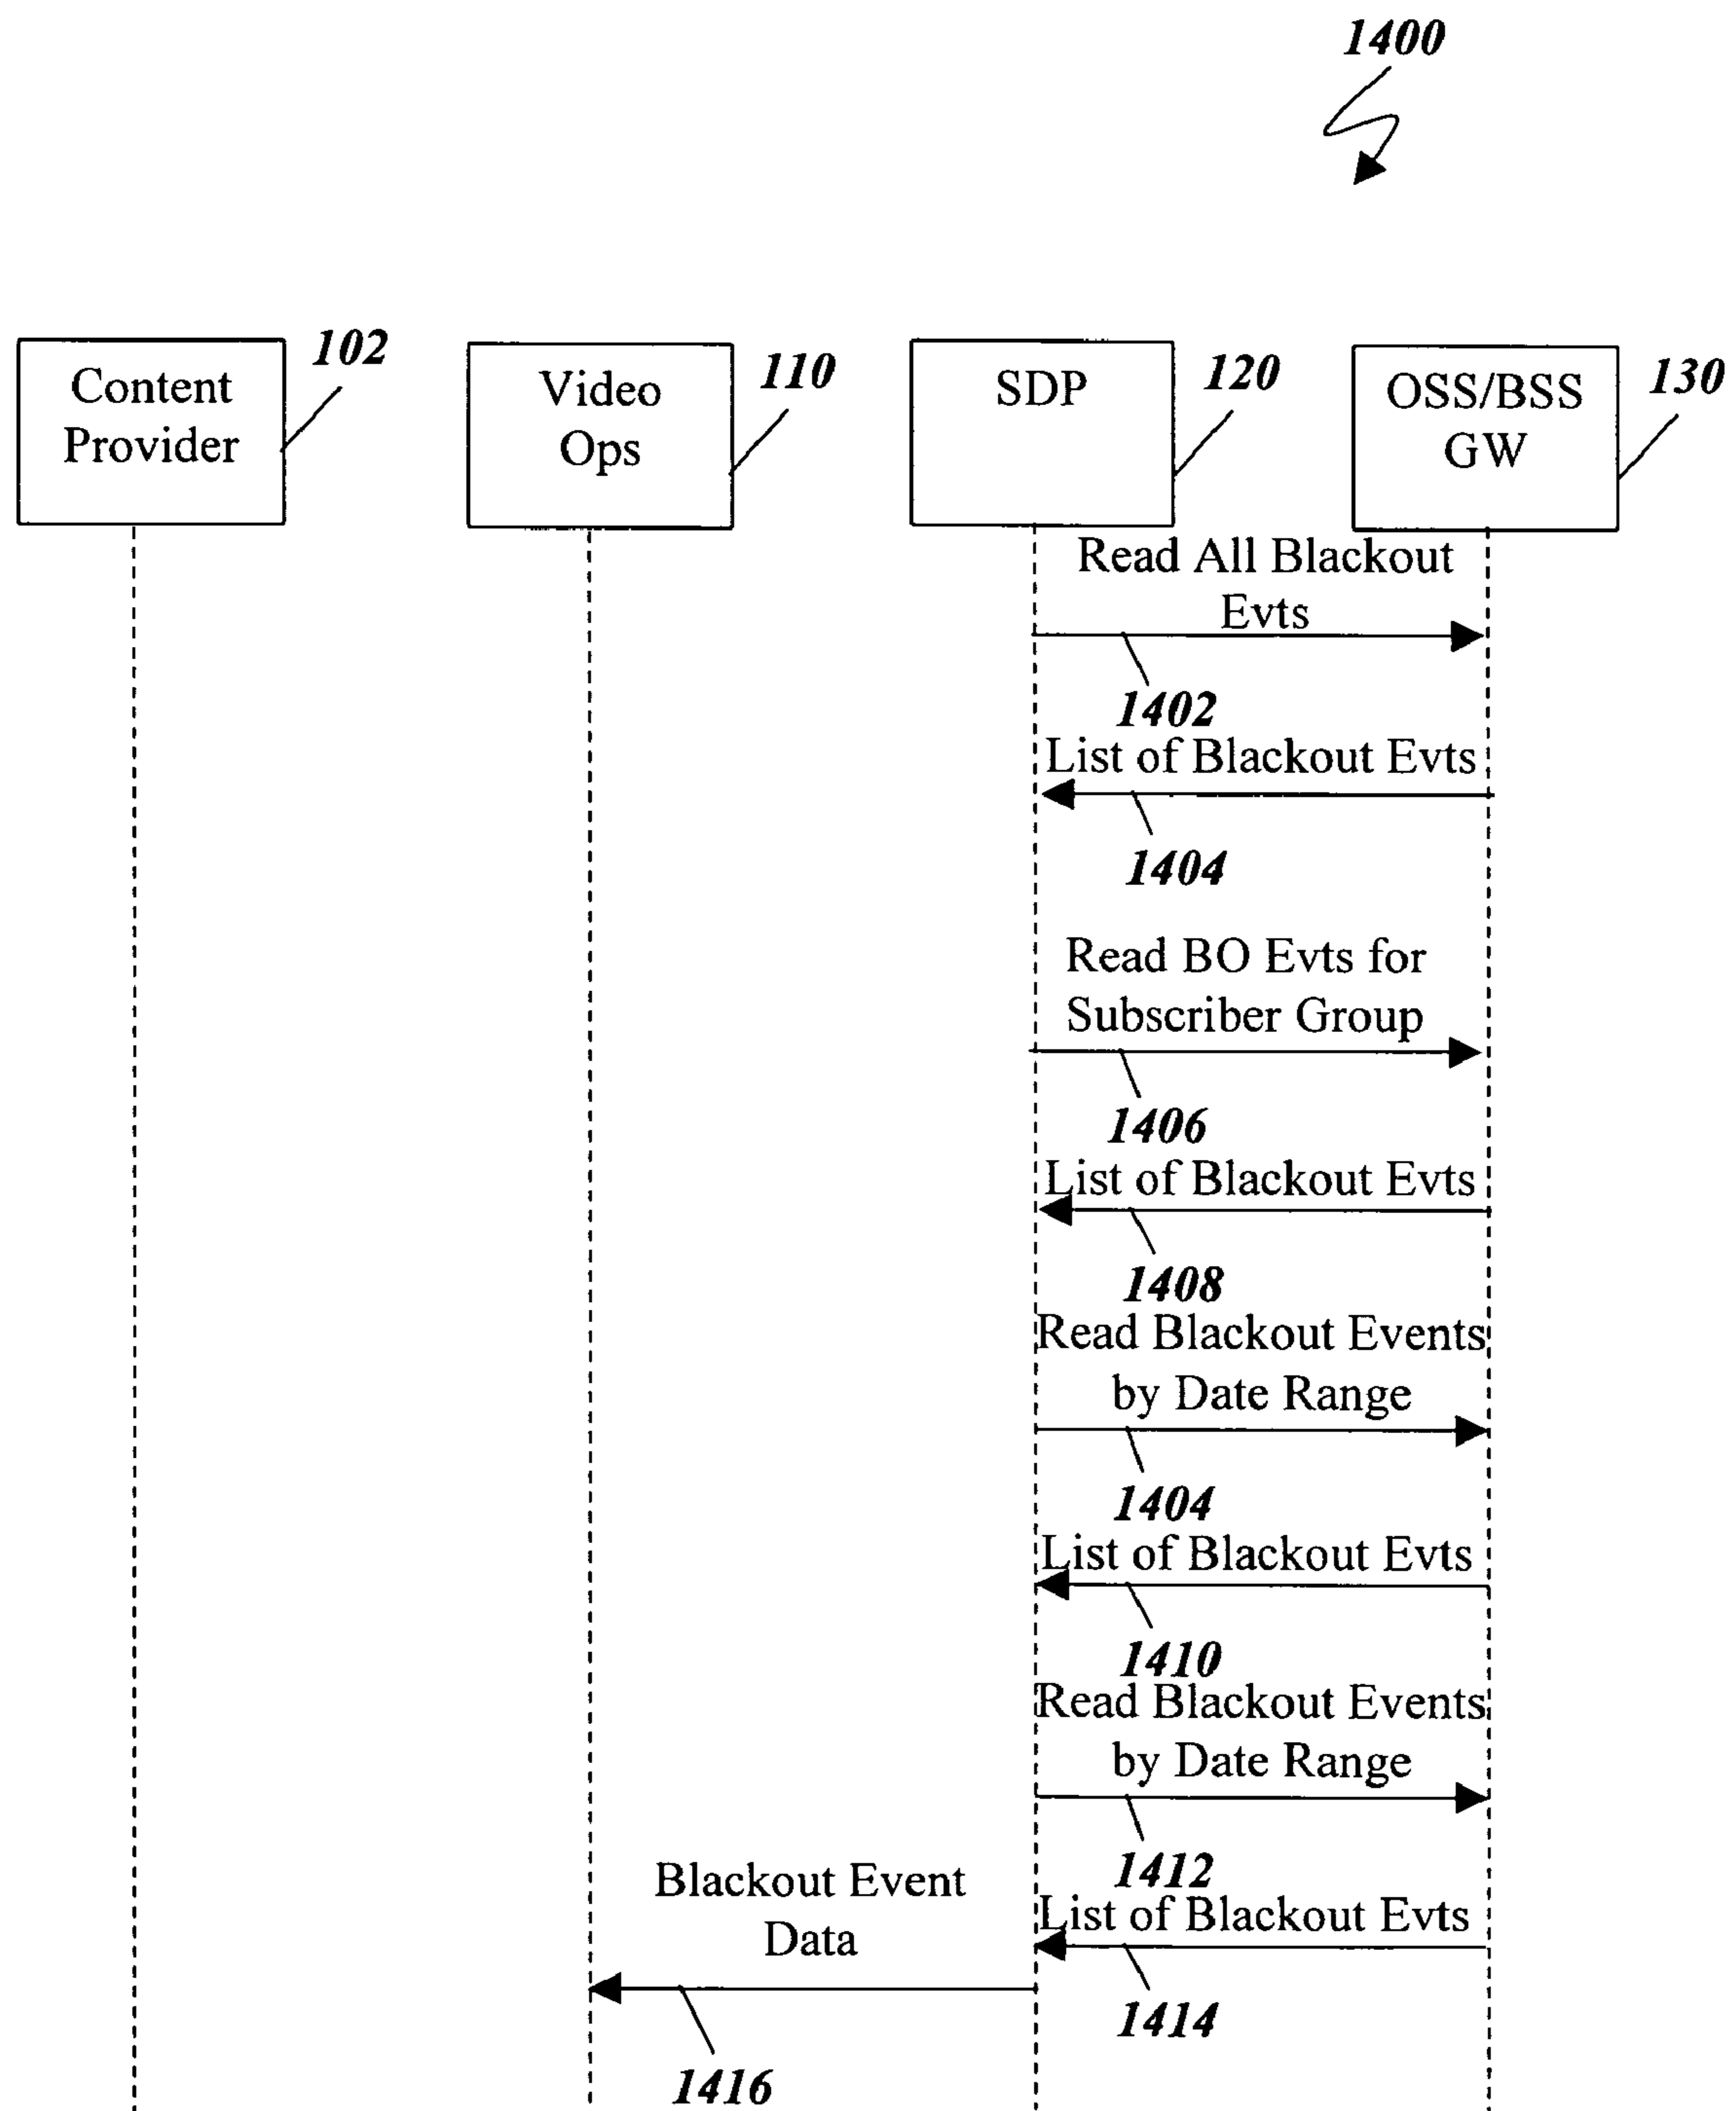 1400
Content
Provider
102
Video
Ops
110
SDP
120
OSS/BSS
GW
130
Read All Blackout
Evts
1402
List of Blackout Evts
1404
Read BO Evts for
Subscriber Group
1406
List of Blackout Evts
1408
Read Blackout Events
by Date Range
1404
List of Blackout Evts
1410
Read Blackout Events
by Date Range
1412
Blackout Event
Data
List of Blackout Evts
1414
1416